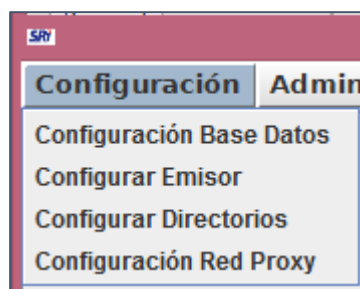 SRI
Configuración Admin
Configuración Base Datos
Configurar Emisor
Configurar Directorios
Configuración Red Proxy